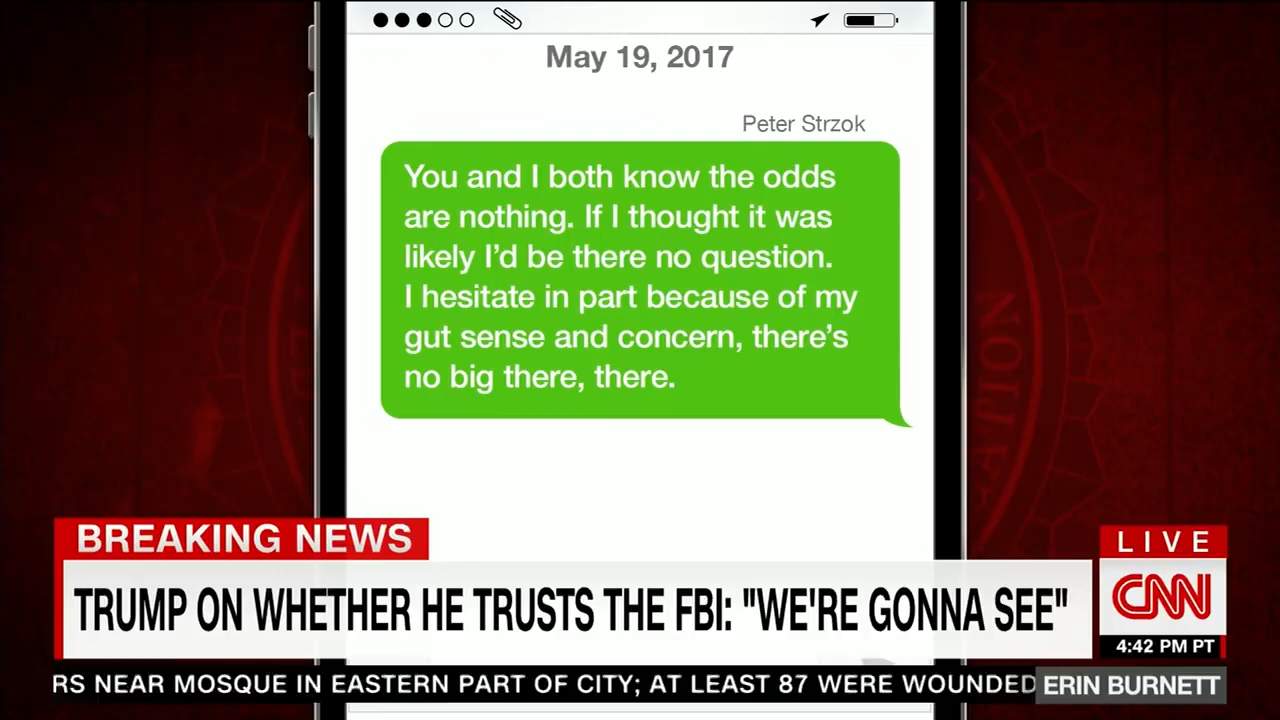 May 19, 2017
Peter Strzok
You and I both know the odds
are nothing. If I thought it was
likely I'd be there no question.
I hesitate in part because of my
gut sense and concern, there's
no big there, there.
BREAKING NEWS
TRUMP ON WHETHER HE TRUSTS THE FBI: "WE'RE GONNA SEE"
LIVE
CNN
4:42 PM PT
RS NEAR MOSQUE IN EASTERN PART OF CITY; AT LEAST 87 WERE WOUNDED
ERIN BURNETT